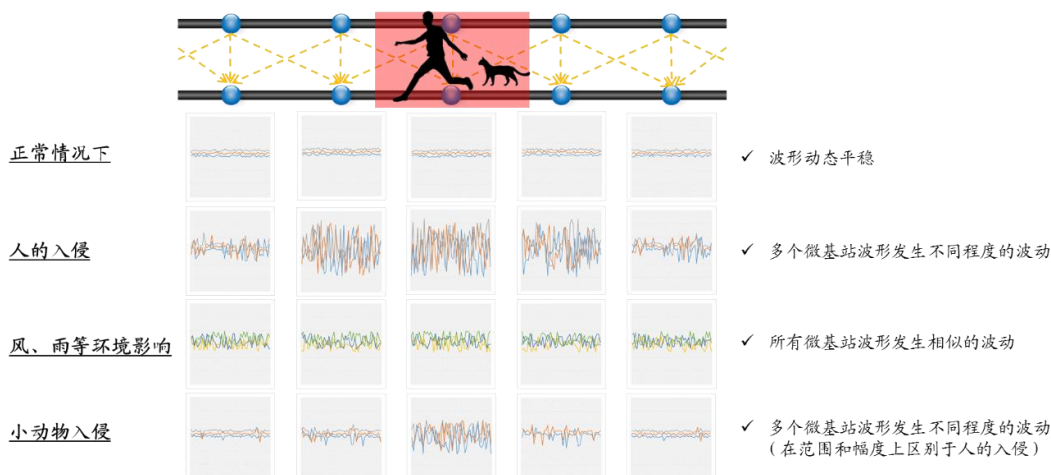 正常情况下
✓ 波形动态平稳
人的入侵
✓ 多个微基站波形发生不同程度的波动
风、雨等环境影响
✓ 所有微基站波形发生相似的波动
小动物入侵
✓ 多个微基站波形发生不同程度的波动
(在范围和幅度上区别于人的入侵)